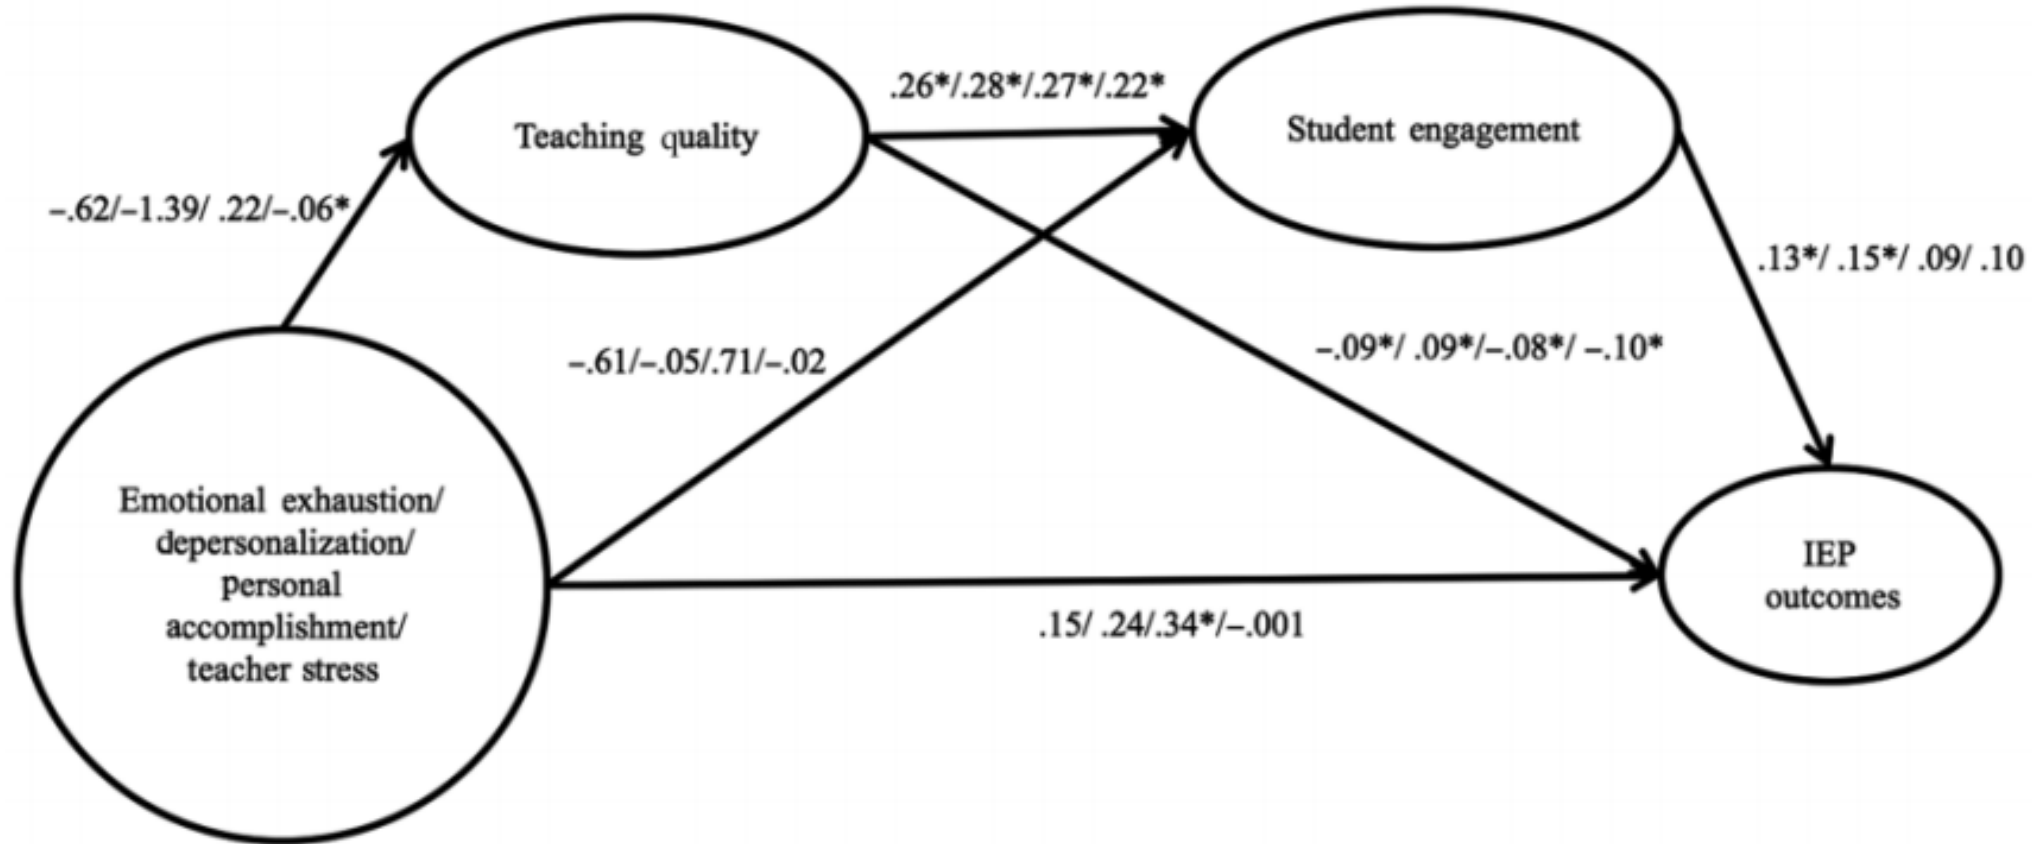 .26*/.28*/.27*/.22*
Teaching quality
Student engagement
–.62/–1.39/ .22/–.06*
.13*/ .15*/ .09/ .10
–.61/–.05/.71/–.02
–.09*/ .09*/–.08*/ –.10*
Emotional exhaustion/
depersonalization/
personal
accomplishment/
teacher stress
IEP
outcomes
.15/ .24/.34*/–.001